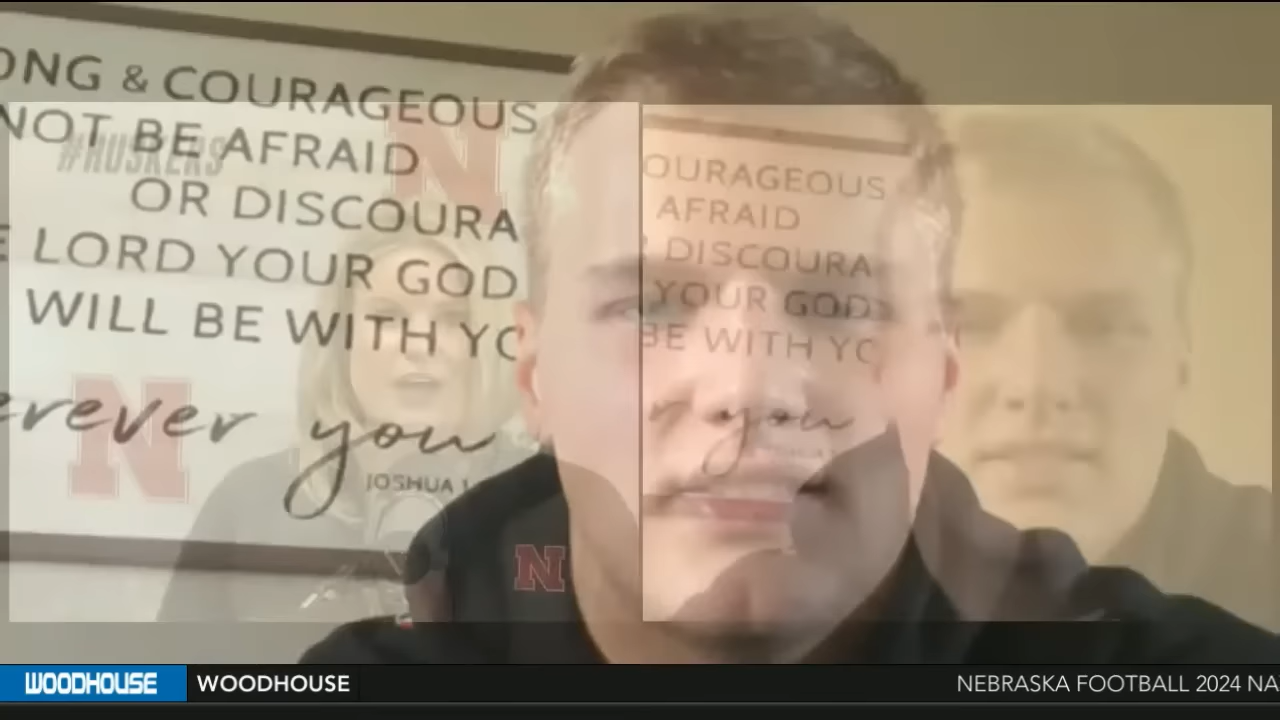 ONG & COURAGEOUS
NOT BE AFRAID
OR DISCOURA
E LORD YOUR GOD
WILL BE WITH YO
erever you
JOSHUA 1
#HUSKERS
N
N
N
OURAGEOUS
AFRAID
R DISCOURA
YOUR GOD
BE WITH YO
r you
WOODHOUSE
WOODHOUSE
NEBRASKA FOOTBALL 2024 NA